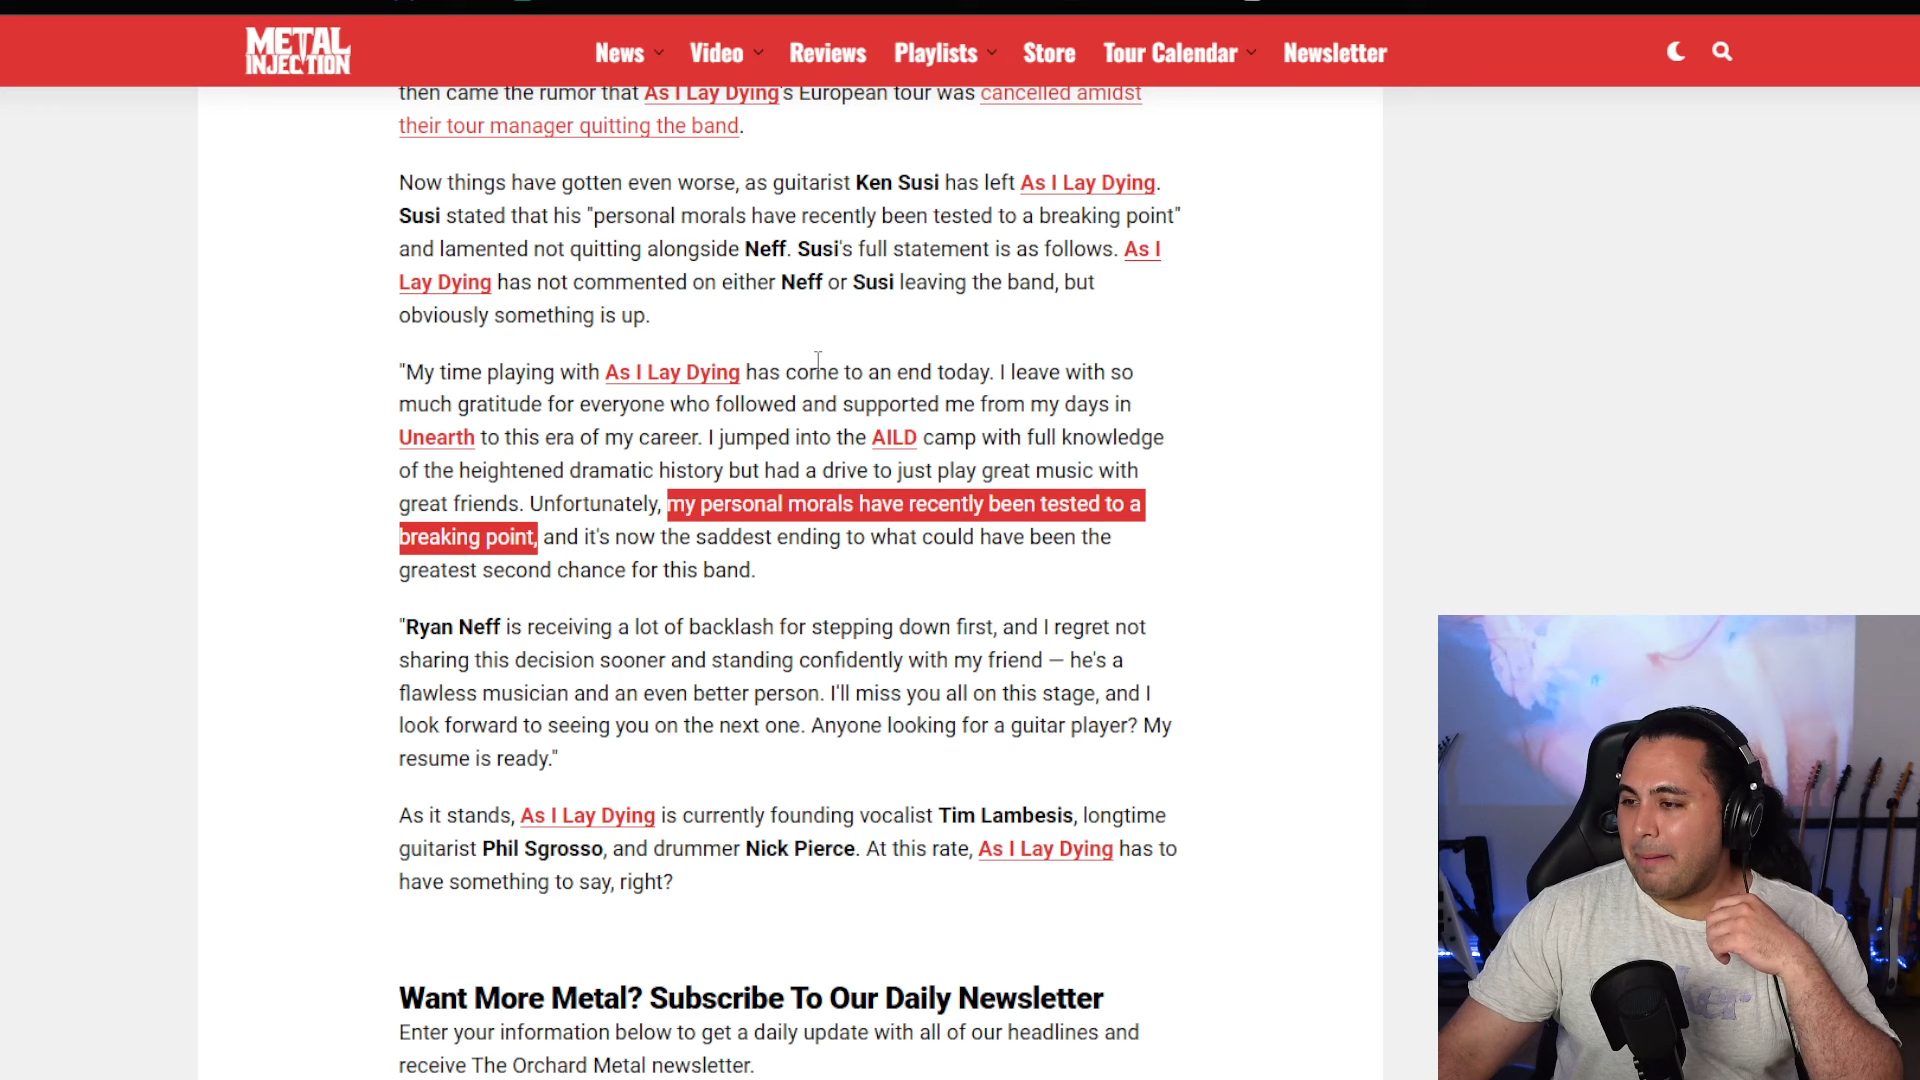 METAL
INJECTION
News Video Reviews Playlists Store Tour Calendar Newsletter
then came the rumor that As I Lay Dying's European tour was cancelled amidst
their tour manager quitting the band.
Now things have gotten even worse, as guitarist Ken Susi has left As I Lay Dying.
Susi stated that his "personal morals have recently been tested to a breaking point"
and lamented not quitting alongside Neff. Susi's full statement is as follows. As I
Lay Dying has not commented on either Neff or Susi leaving the band, but
obviously something is up.
"My time playing with As I Lay Dying has come to an end today. I leave with so
much gratitude for everyone who followed and supported me from my days in
Unearth to this era of my career. I jumped into the AILD camp with full knowledge
of the heightened dramatic history but had a drive to just play great music with
great friends. Unfortunately, my personal morals have recently been tested to a
breaking point, and it's now the saddest ending to what could have been the
greatest second chance for this band.
"Ryan Neff is receiving a lot of backlash for stepping down first, and I regret not
sharing this decision sooner and standing confidently with my friend — he's a
flawless musician and an even better person. I'll miss you all on this stage, and I
look forward to seeing you on the next one. Anyone looking for a guitar player? My
resume is ready."
As it stands, As I Lay Dying is currently founding vocalist Tim Lambesis, longtime
guitarist Phil Sgrosso, and drummer Nick Pierce. At this rate, As I Lay Dying has to
have something to say, right?
Want More Metal? Subscribe To Our Daily Newsletter
Enter your information below to get a daily update with all of our headlines and
receive The Orchard Metal newsletter.